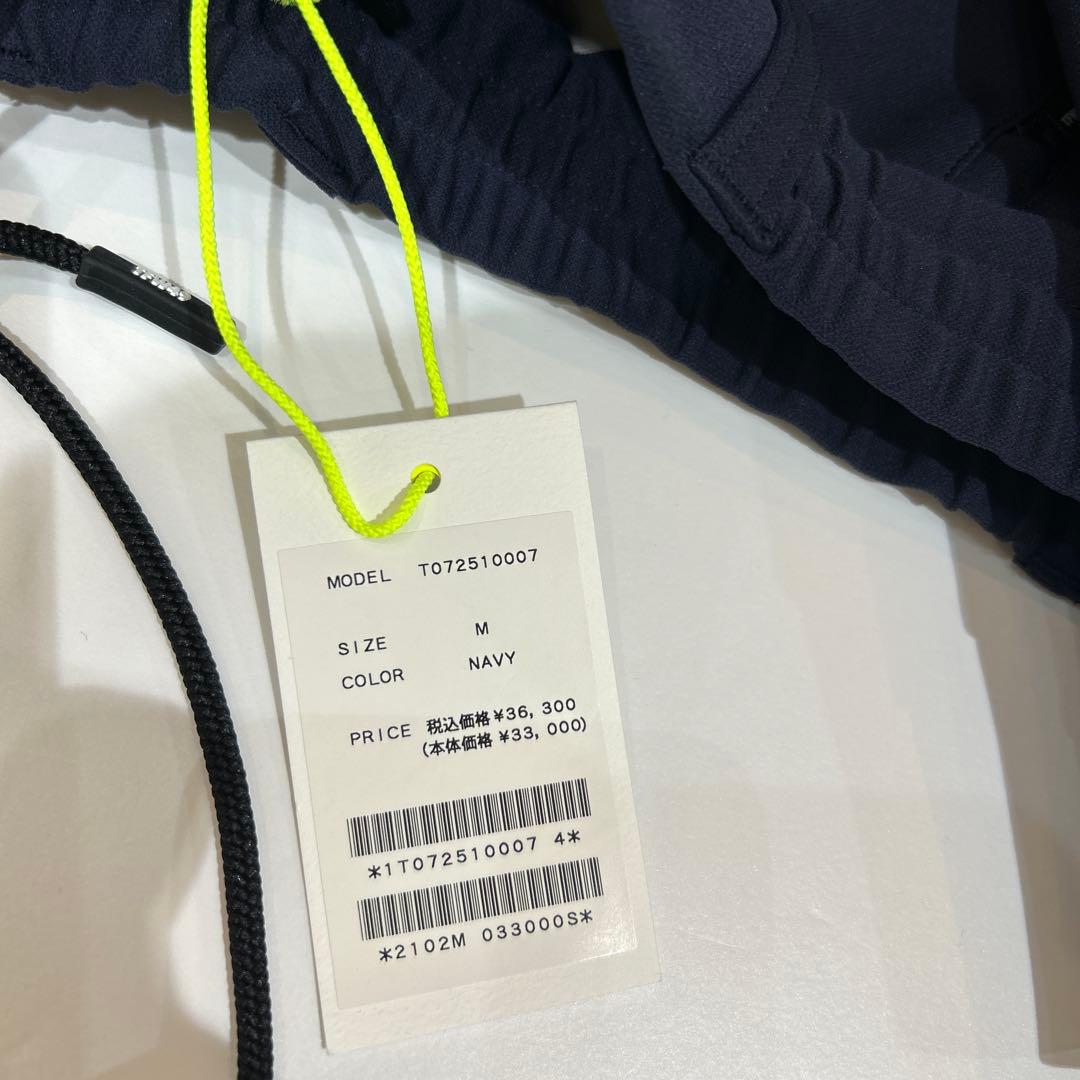 MODEL T072510007
SIZE M
COLOR NAVY
PRICE 税込価格¥36,300
(本体価格 ¥33,000)
*1T072510007 4*
*2102M 033000S*